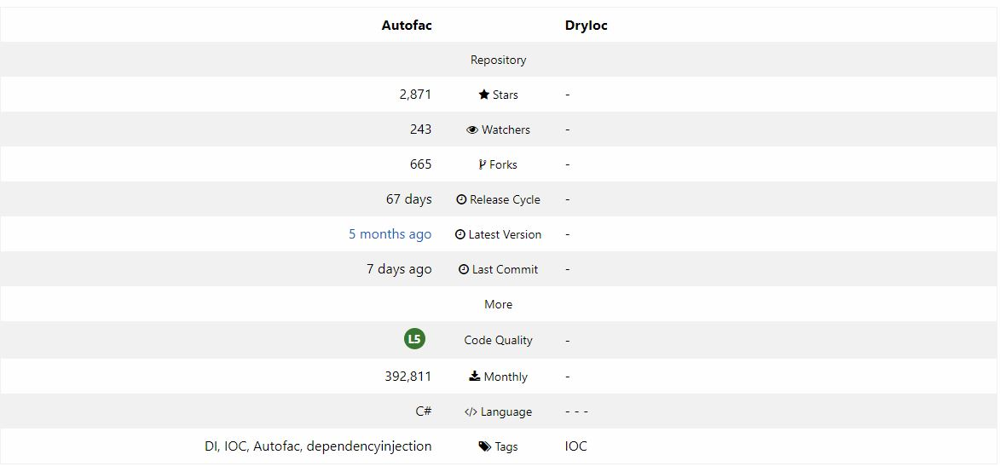 Autofac DryIoc
Repository
2,871 Stars -
243 Watchers -
665 Forks -
67 days Release Cycle -
5 months ago Latest Version -
7 days ago Last Commit -
More
L5 Code Quality -
392,811 Monthly -
C# </> Language - - -
DI, IOC, Autofac, dependencyinjection Tags IOC